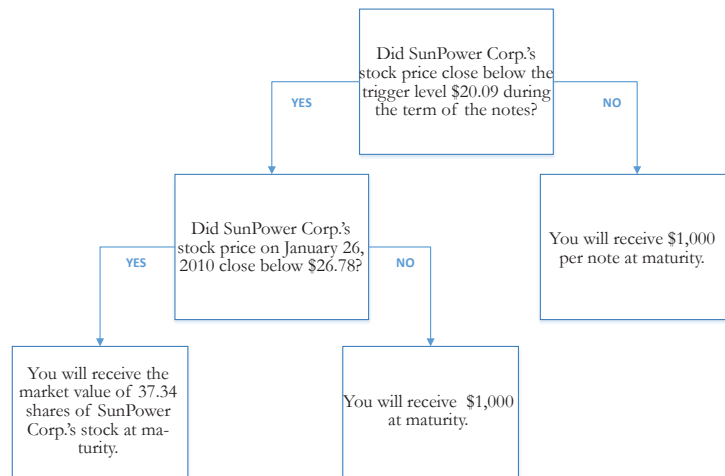 Did SunPower Corp.'s
stock price close below the
trigger level $20.09 during
the term of the notes?
YES
NO
Did SunPower Corp.'s
stock price on January 26,
2010 close below $26.78?
You will receive $1,000
per note at maturity.
YES
NO
You will receive the
market value of 37.34
shares of SunPower
Corp.'s stock at ma-
turity.
You will receive $1,000
at maturity.